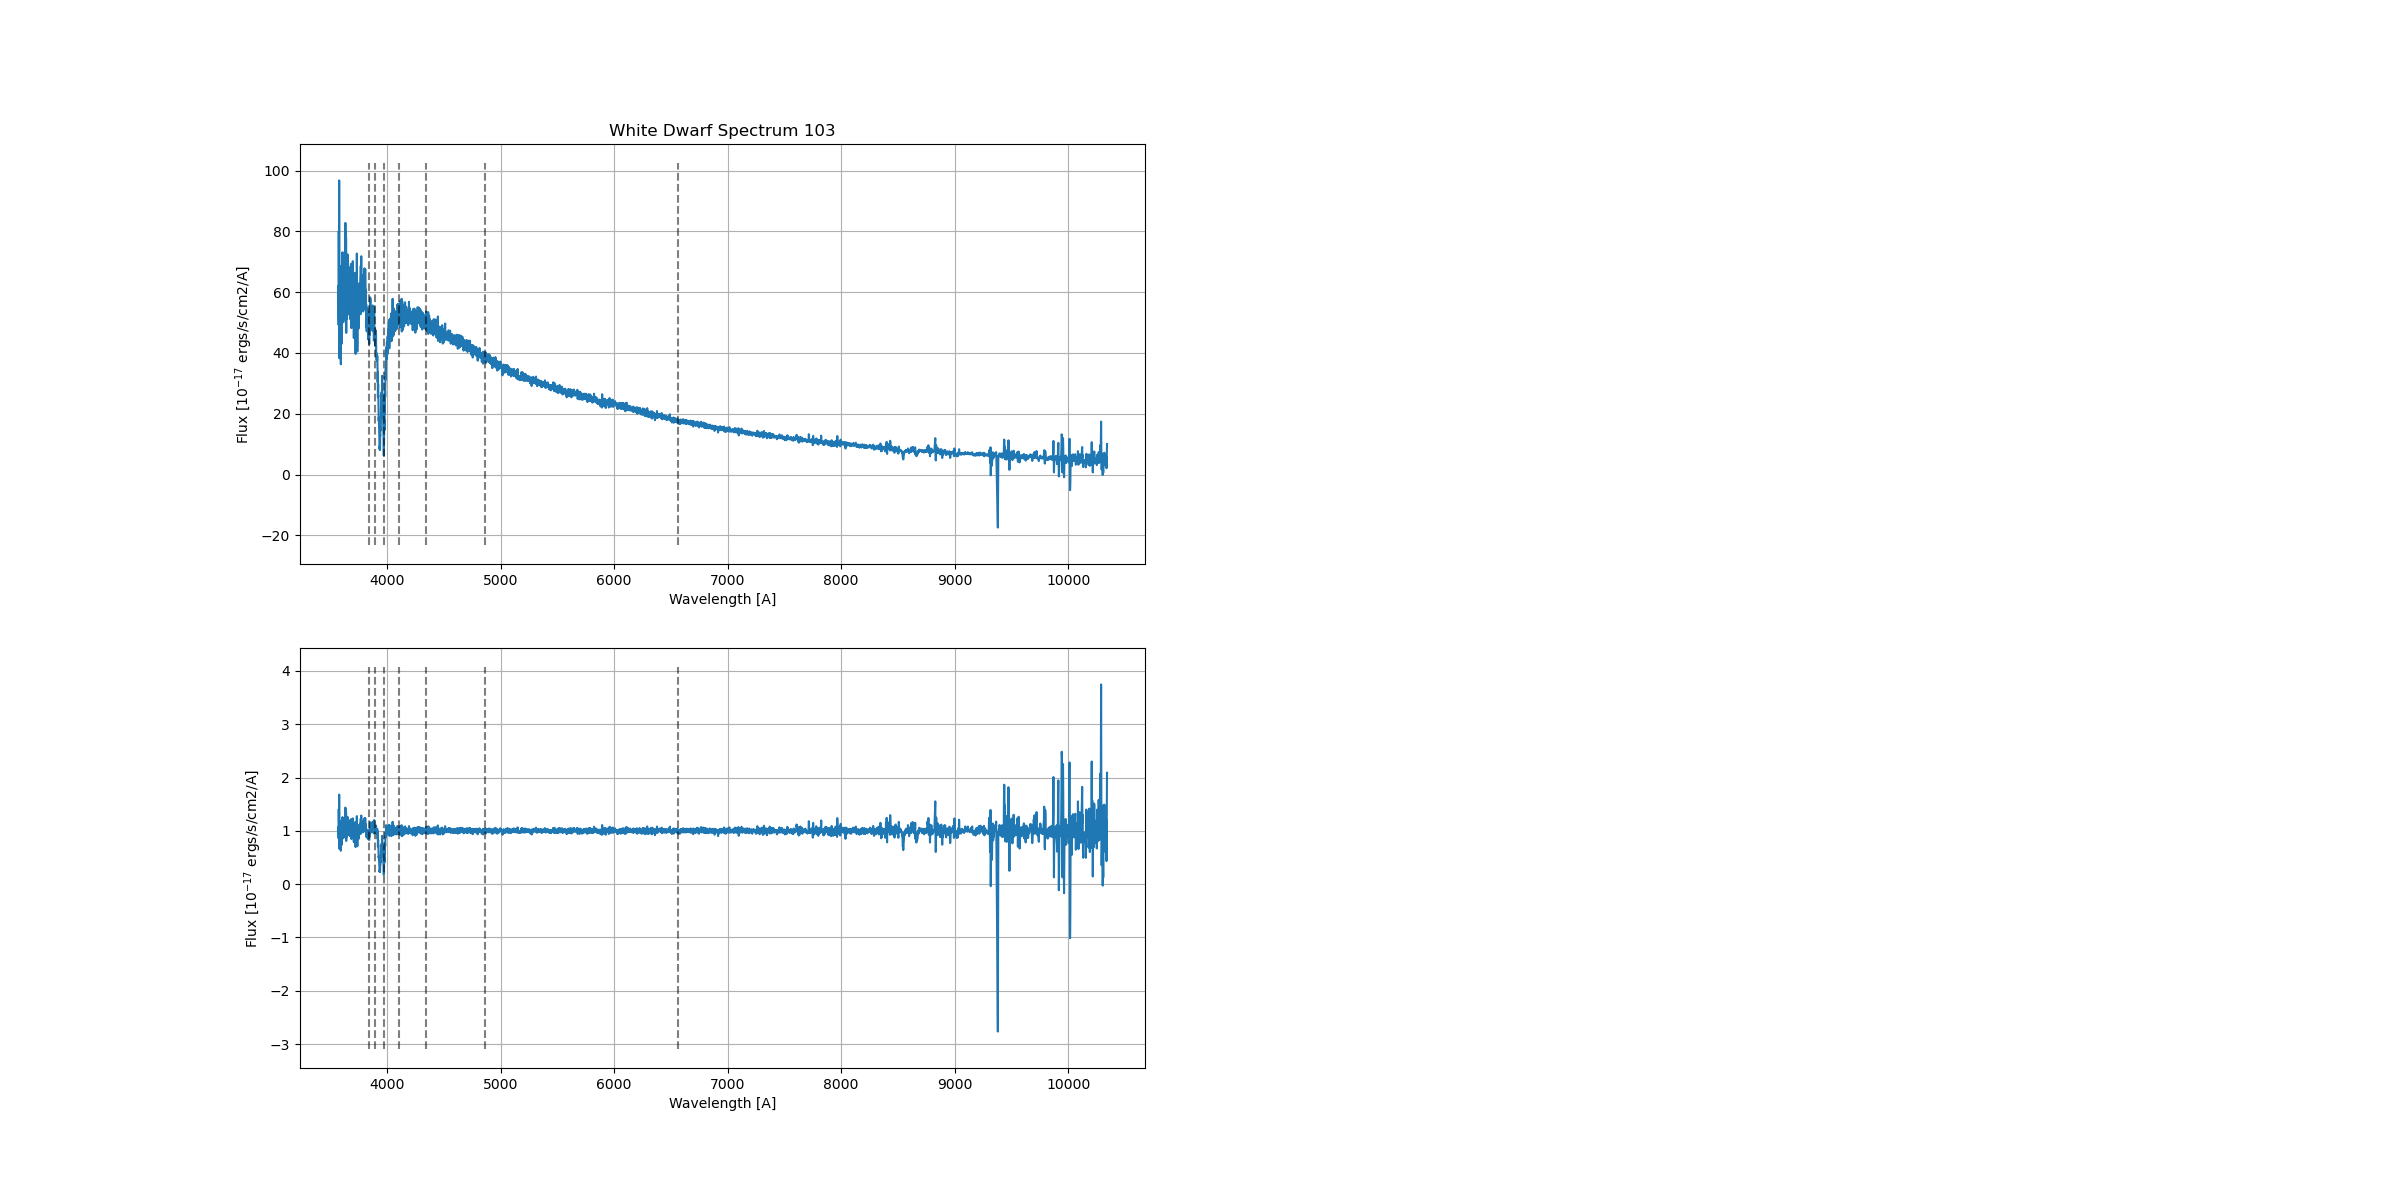 White Dwarf Spectrum 103
100
80
60
40
20
0
−20
Flux [10⁻¹⁷ ergs/s/cm2/A]
4000 5000 6000 7000 8000 9000 10000
Wavelength [A]
4
3
2
1
0
−1
−2
−3
Flux [10⁻¹⁷ ergs/s/cm2/A]
4000 5000 6000 7000 8000 9000 10000
Wavelength [A]